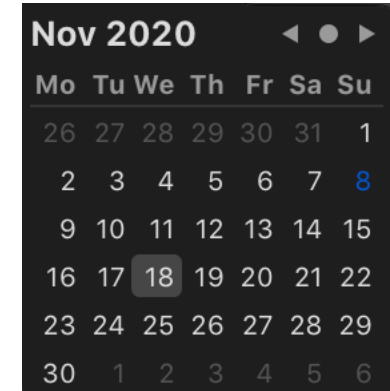 Nov 2020
Mo Tu We Th Fr Sa Su
26 27 28 29 30 31 1
2 3 4 5 6 7 8
9 10 11 12 13 14 15
16 17 18 19 20 21 22
23 24 25 26 27 28 29
30 1 2 3 4 5 6